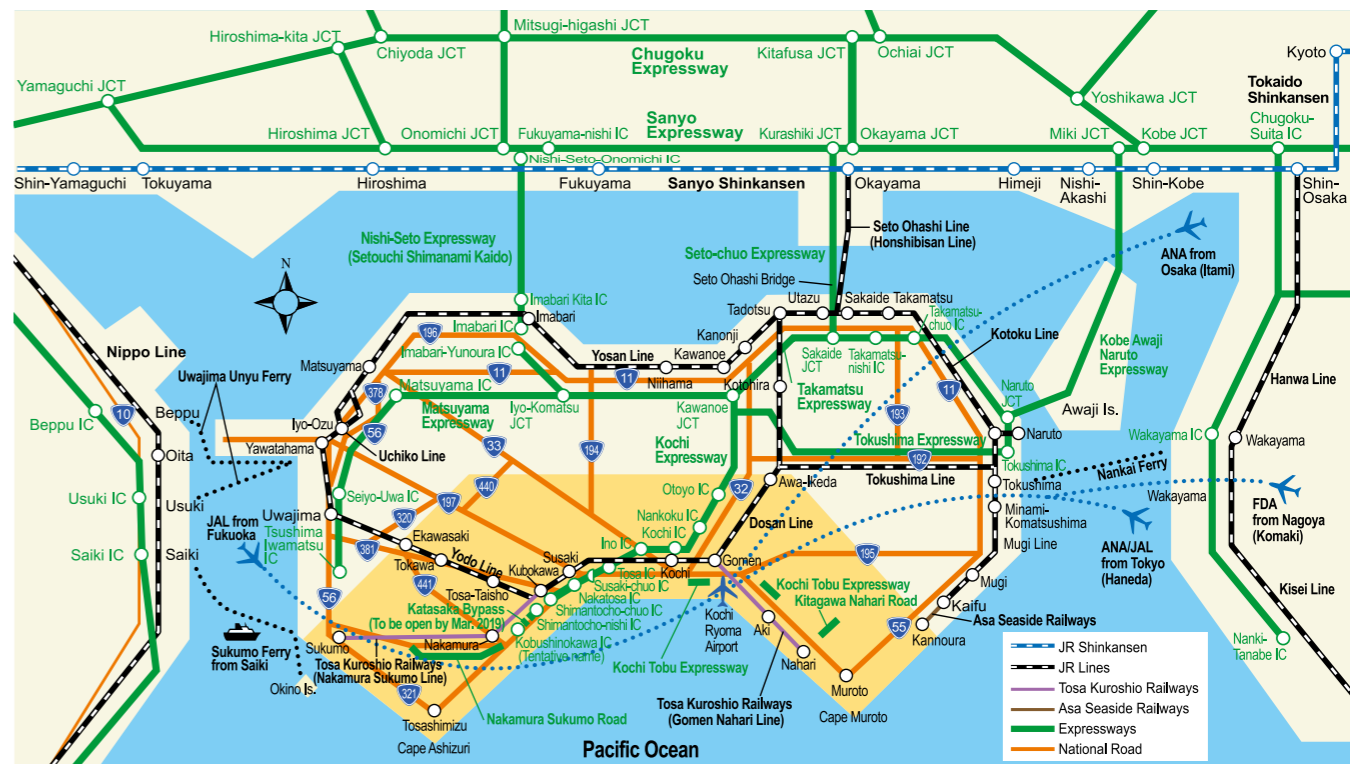 Mitsugi-higashi JCT
Hiroshima-kita JCT
Chiyoda JCT
Chugoku
Expressway
Kitafusa JCT
Ochiai JCT
Kyoto
Yamaguchi JCT
Yoshikawa JCT
Tokaido
Shinkansen
Hiroshima JCT
Onomichi JCT
Fukuyama-nishi IC
Sanyo
Expressway
Kurashiki JCT
Okayama JCT
Miki JCT
Kobe JCT
Chugoku-
Suita IC
Nishi-Seto-Onomichi IC
Shin-Yamaguchi
Tokuyama
Hiroshima
Fukuyama
Sanyo Shinkansen
Okayama
Himeji
Nishi-
Akashi
Shin-Kobe
Shin-
Osaka
Nishi-Seto Expressway
(Setouchi Shimanami Kaido)
Seto-chuo Expressway
Seto Ohashi Line
(Honshibisan Line)
Seto Ohashi Bridge
ANA from
Osaka (Itami)
N
Imabari Kita IC
Imabari
Imabari IC
196
Imabari-Yunoura IC
Utazu
Sakaide
Takamatsu
Tadotsu
Takamatsu-
chuo IC
Kanonji
Kotoku Line
Nippo Line
Matsuyama
Yosan Line
Kawanoe
Niihama
Sakaide
JCT
Takamatsu-
nishi IC
Kobe Awaji
Naruto
Expressway
Uwajima Unyu Ferry
11
11
11
378
Matsuyama IC
Kotohira
Takamatsu
Expressway
Naruto
JCT
Hanwa Line
Matsuyama
Expressway
Iyo-Komatsu
JCT
Kawanoe
JCT
193
Awaji Is.
10
Beppu
Beppu IC
Iyo-Ozu
56
Yawatahama
Uchiko Line
33
194
Kochi
Expressway
Tokushima Expressway
Naruto
Wakayama IC
Wakayama
Oita
192
Tokushima IC
Nankai Ferry
440
Otoyo IC
32
Awa-Ikeda
Tokushima Line
Tokushima
Usuki IC
Usuki
Seiyo-Uwa IC
197
Wakayama
Minami-
Komatsushima
Uwajima
320
Nankoku IC
Dosan Line
FDA
from Nagoya
(Komaki)
JAL from
Fukuoka
Tsushima
Iwamatsu
IC
381
Ekawasaki
Kochi IC
Ino IC
Mugi Line
ANA/JAL
from Tokyo
(Haneda)
Saiki IC
Saiki
Tokawa
Yodo Line
Susaki
Kubokawa
Tosa IC
Kochi
Gomen
195
441
Tosa-Taisho
Susaki-chuo IC
Nakatosa IC
Kochi Tobu Expressway
Kitagawa Nahari Road
Mugi
Kaifu
Kisei Line
56
Katasaka Bypass
(To be open by Mar. 2019)
Shimantocho-chuo IC
Shimantocho-nishi IC
Kochi
Ryoma
Airport
Aki
55
Asa Seaside Railways
Kannoura
Sukumo Ferry
from Saiki
Sukumo
Nakamura
Kobushinokawa IC
(Tentative name)
Kochi Tobu Expressway
Nahari
Nanki-
Tanabe IC
Okino Is.
Tosa Kuroshio Railways
(Nakamura Sukumo Line)
321
Muroto
Cape Muroto
Tosa Kuroshio Railways
(Gomen Nahari Line)
Tosashimizu
Nakamura Sukumo Road
Cape Ashizuri
Pacific Ocean
JR Shinkansen
JR Lines
Tosa Kuroshio Railways
Asa Seaside Railways
Expressways
National Road